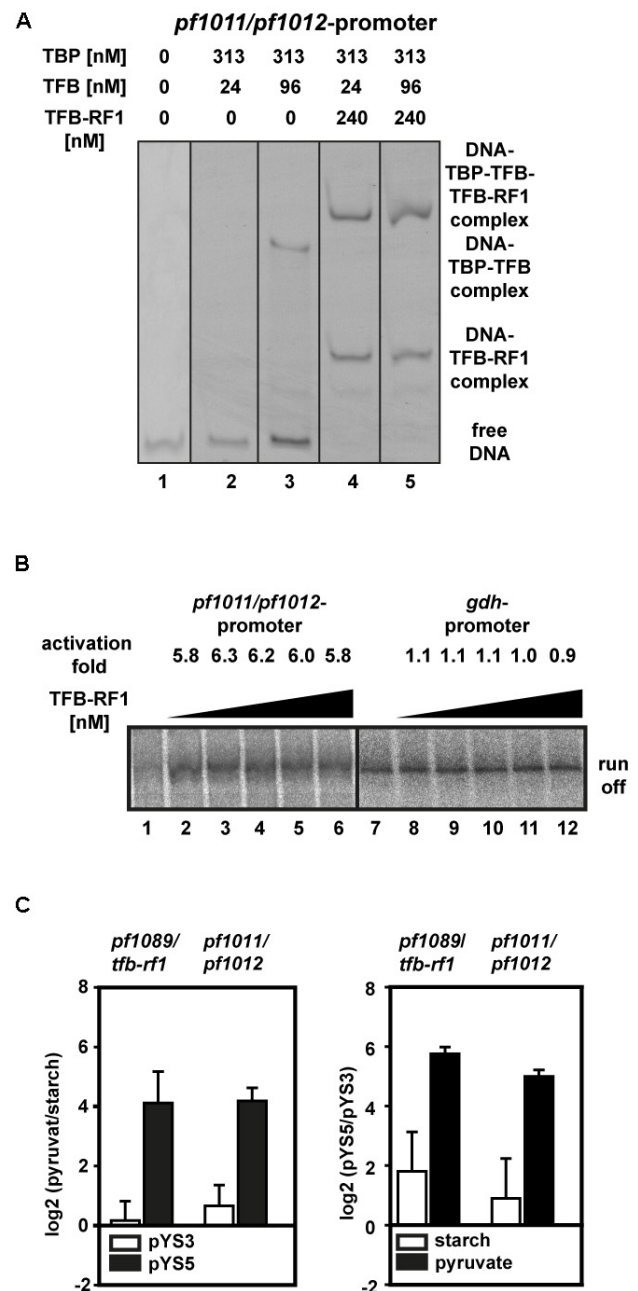 A
pf1011/pf1012-promoter
TBP [nM] 0 313 313 313 313
TFB [nM] 0 24 96 24 96
TFB-RF1 0 0 0 240 240
[nM]
DNA-
TBP-TFB-
TFB-RF1
complex
DNA-
TBP-TFB
complex
DNA-
TFB-RF1
complex
free
DNA
1 2 3 4 5
B
pf1011/pf1012-
promoter
gdh-
promoter
activation
fold
5.8 6.3 6.2 6.0 5.8 1.1 1.1 1.1 1.0 0.9
TFB-RF1
[nM]
run
off
1 2 3 4 5 6 7 8 9 10 11 12
C
pf1089/
tfb-rf1
pf1011/
pf1012
log2 (pyruvat/starch)
8
6
4
2
0
-2
pYS3
pYS5
pf1089/
tfb-rf1
pf1011/
pf1012
log2 (pYS5/pYS3)
8
6
4
2
0
-2
starch
pyruvate